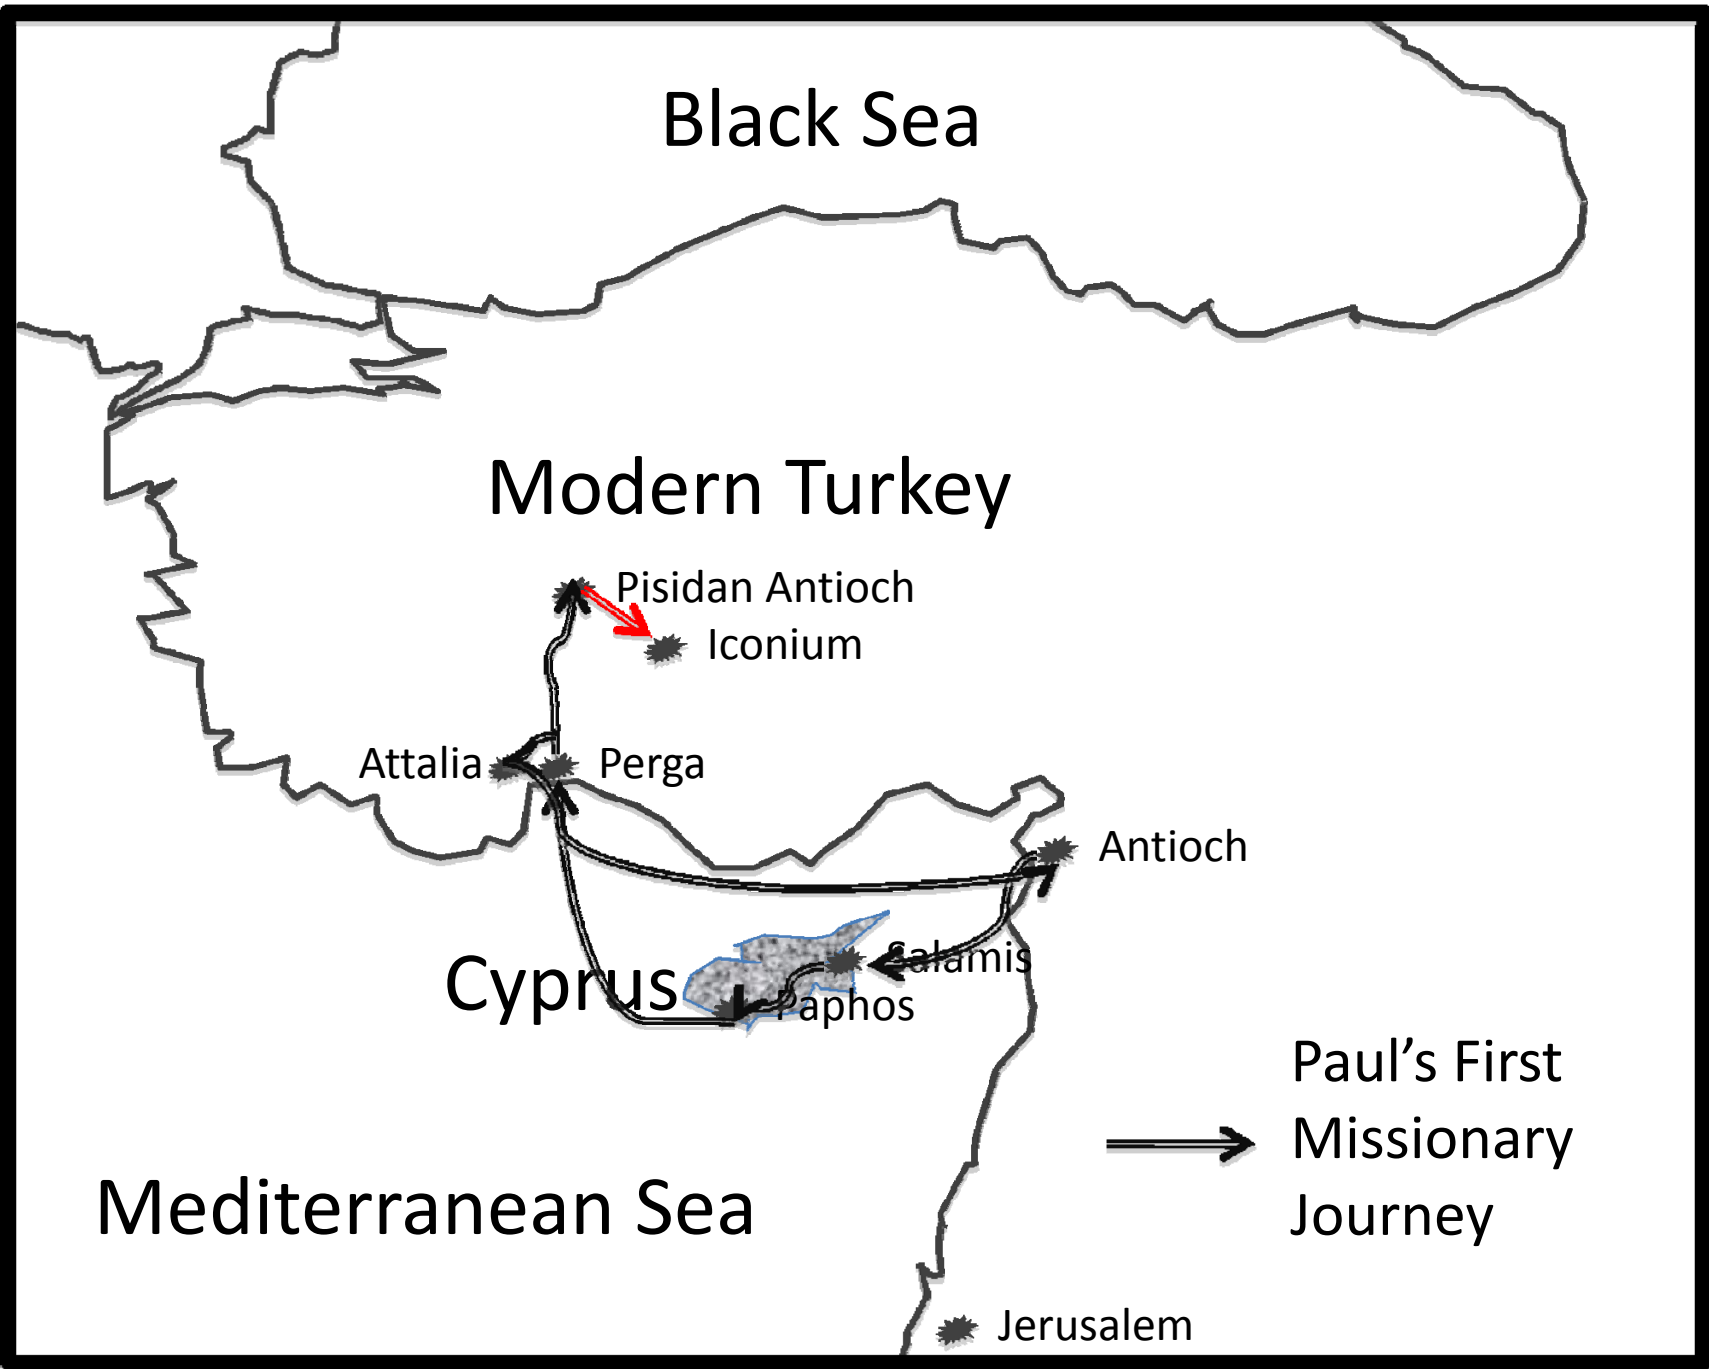 Black Sea
Modern Turkey
Pisidan Antioch
Iconium
Attalia
Perga
Antioch
Salamis
Cyprus
Paphos
Paul’s First
Missionary
Journey
Mediterranean Sea
Jerusalem